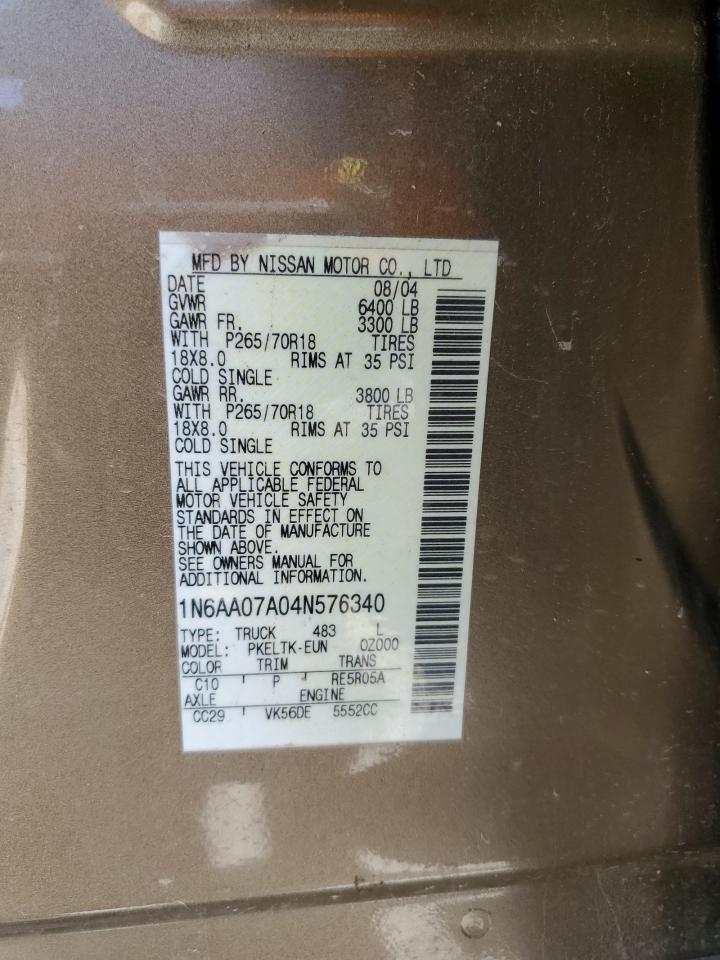 MFD BY NISSAN MOTOR CO., LTD
DATE 08/04
GVWR 6400 LB
GAWR FR. 3300 LB
WITH P265/70R18 TIRES
18X8.0 RIMS AT 35 PSI
COLD SINGLE
GAWR RR. 3800 LB
WITH P265/70R18 TIRES
18X8.0 RIMS AT 35 PSI
COLD SINGLE
THIS VEHICLE CONFORMS TO
ALL APPLICABLE FEDERAL
MOTOR VEHICLE SAFETY
STANDARDS IN EFFECT ON
THE DATE OF MANUFACTURE
SHOWN ABOVE.
SEE OWNERS MANUAL FOR
ADDITIONAL INFORMATION.
1N6AA07A04N576340
TYPE: TRUCK 483 L
MODEL: PKELTK-EUN 0Z000
COLOR TRIM TRANS
C10 P RE5R05A
AXLE ENGINE
CC29 VK56DE 5552CC